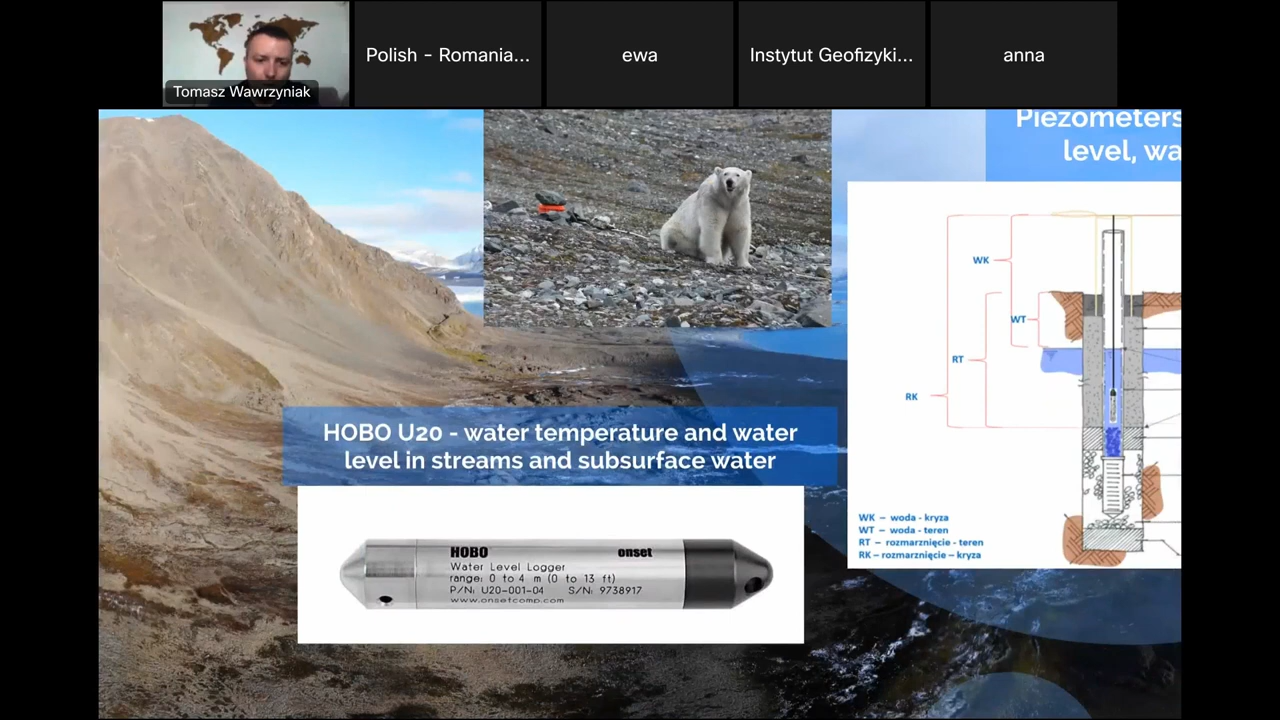 Tomasz Wawrzyniak
Polish - Romania...
ewa
Instytut Geofizyki...
anna
Piezometers
level, wa
WK
WT
RT
RK
WK – woda - kryza
WT – woda - teren
RT – rozmarznięcie - teren
RK – rozmarznięcie – kryza
HOBO U20 - water temperature and water
level in streams and subsurface water
HOBO onset
Water Level Logger
range: 0 to 4 m (0 to 13 ft)
P/N: U20-001-04 S/N: 9738917
www.onsetcomp.com